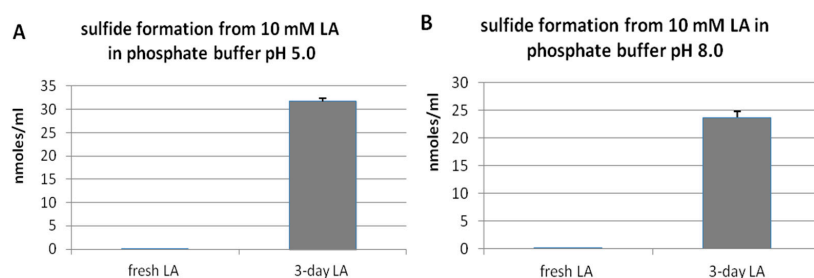 A
sulfide formation from 10 mM LA
in phosphate buffer pH 5.0
nmoles/ml
35
30
25
20
15
10
5
0
fresh LA
3-day LA
B
sulfide formation from 10 mM LA in
phosphate buffer pH 8.0
nmoles/ml
30
25
20
15
10
5
0
fresh LA
3-day LA